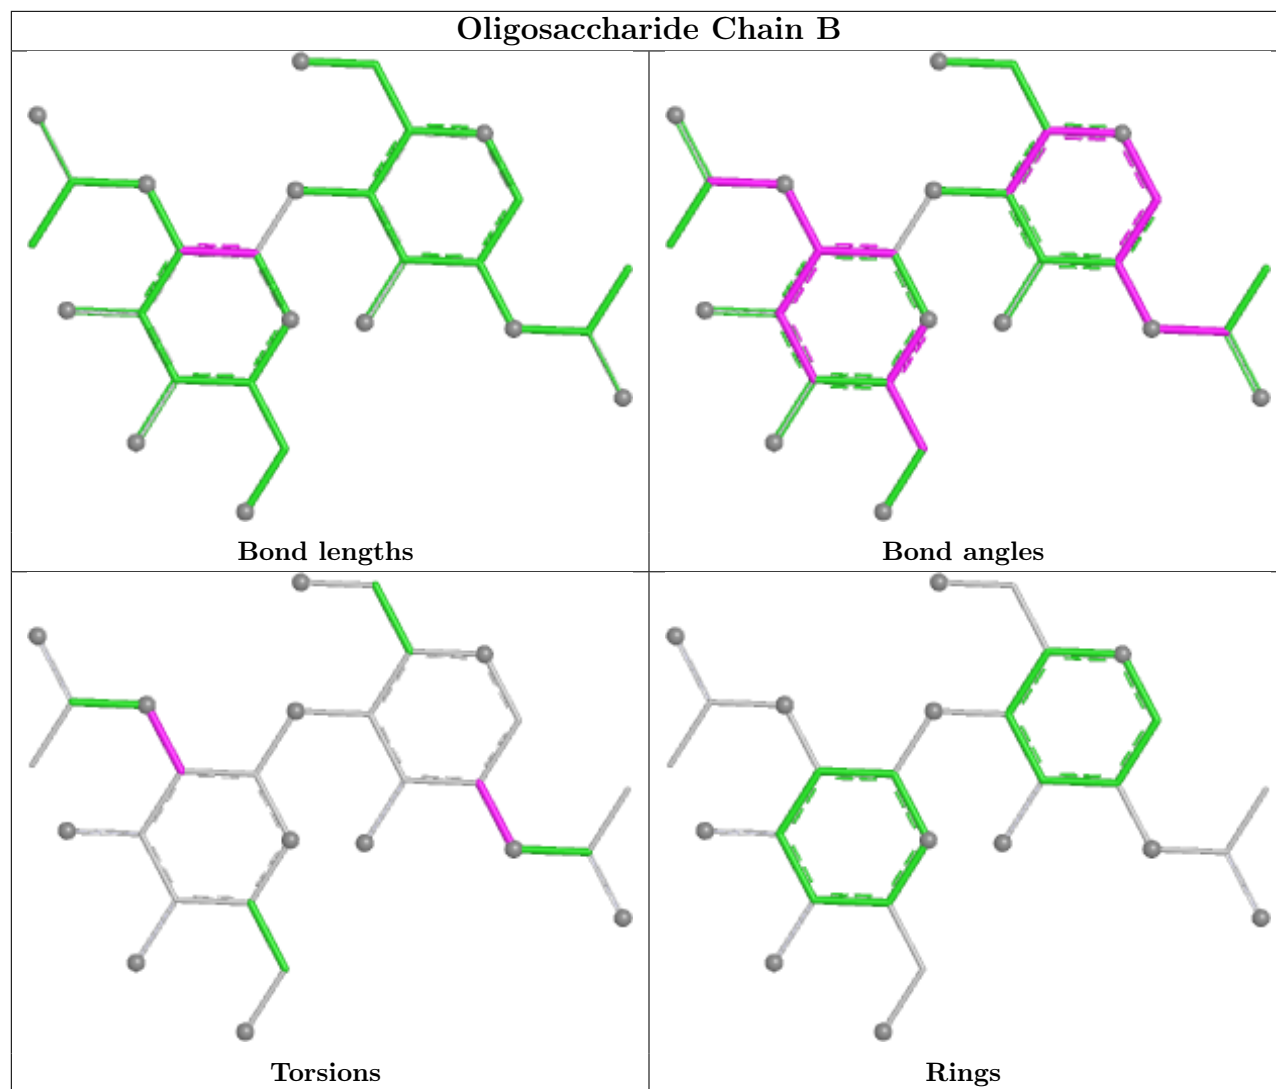 Oligosaccharide Chain B
Bond lengths
Bond angles
Torsions
Rings